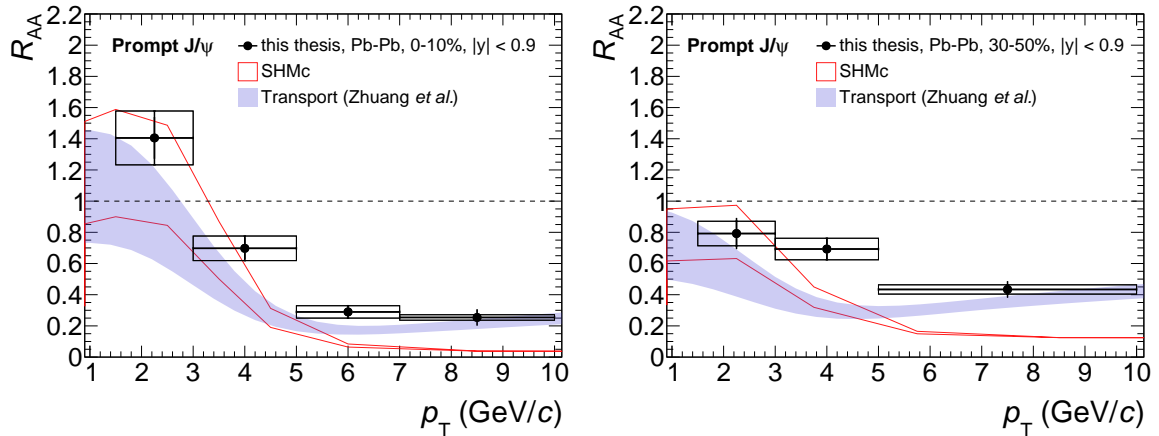 R_AA
2.2
2
1.8
1.6
1.4
1.2
1
0.8
0.6
0.4
0.2
0
Prompt J/ψ
this thesis, Pb-Pb, 0-10%, |y| < 0.9
SHMc
Transport (Zhuang et al.)
1 2 3 4 5 6 7 8 9 10
p_T (GeV/c)
R_AA
2.2
2
1.8
1.6
1.4
1.2
1
0.8
0.6
0.4
0.2
0
Prompt J/ψ
this thesis, Pb-Pb, 30-50%, |y| < 0.9
SHMc
Transport (Zhuang et al.)
1 2 3 4 5 6 7 8 9 10
p_T (GeV/c)